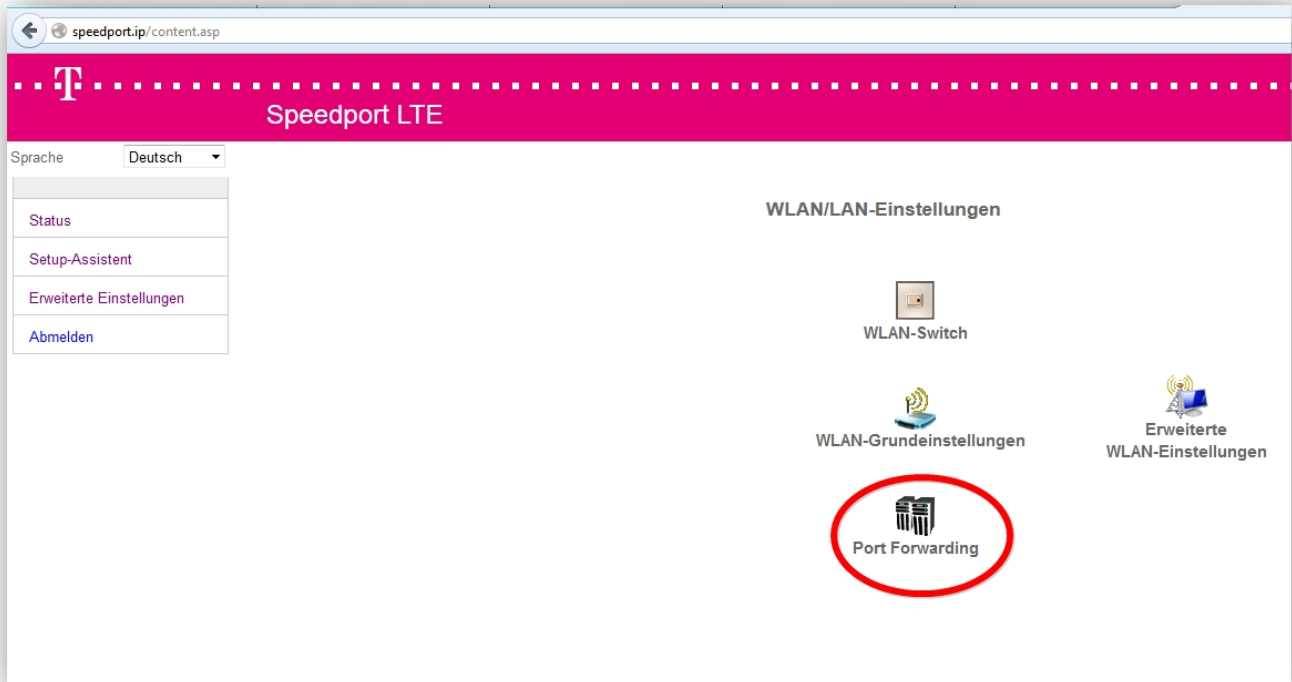 speedport.ip/content.asp
T
Speedport LTE
Sprache Deutsch
Status
Setup-Assistent
Erweiterte Einstellungen
Abmelden
WLAN/LAN-Einstellungen
WLAN-Switch
WLAN-Grundeinstellungen
Erweiterte
WLAN-Einstellungen
Port Forwarding